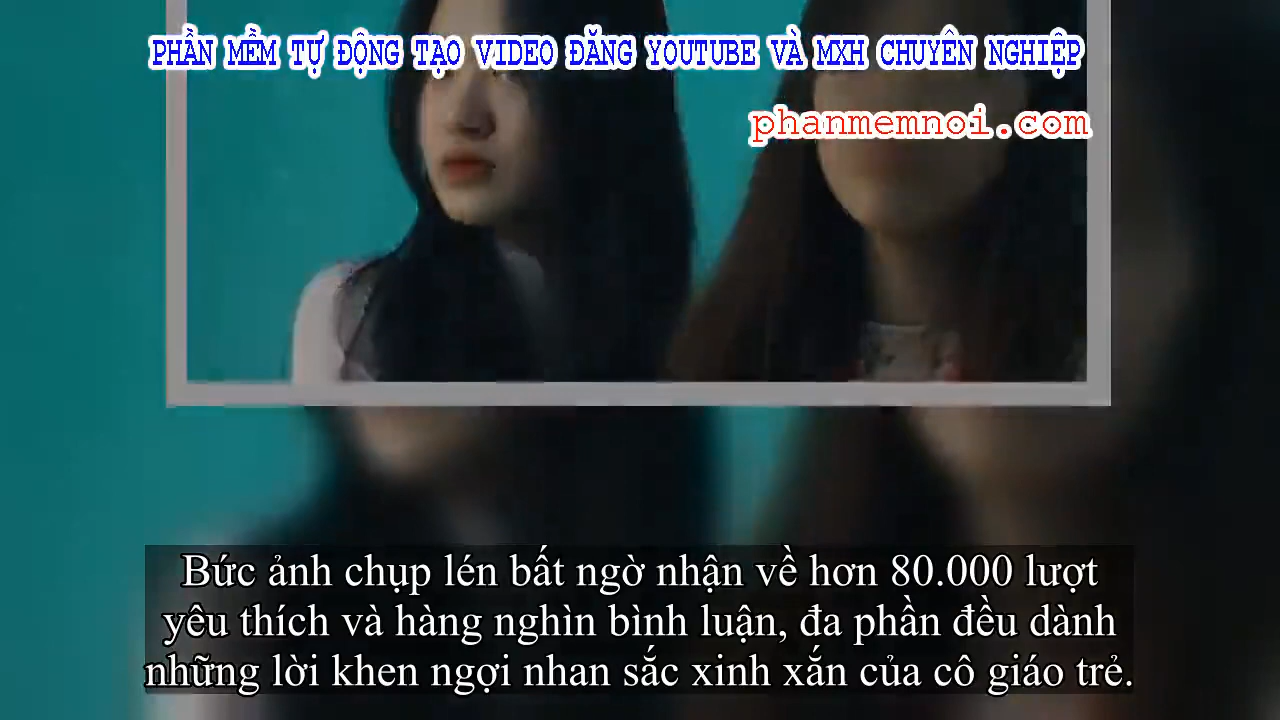 PHẦN MỀM TỰ ĐỘNG TẠO VIDEO ĐĂNG YOUTUBE VÀ MXH CHUYÊN NGHIỆP
phanmemnoi.com
Bức ảnh chụp lén bất ngờ nhận về hơn 80.000 lượt
yêu thích và hàng nghìn bình luận, đa phần đều dành
những lời khen ngợi nhan sắc xinh xắn của cô giáo trẻ.